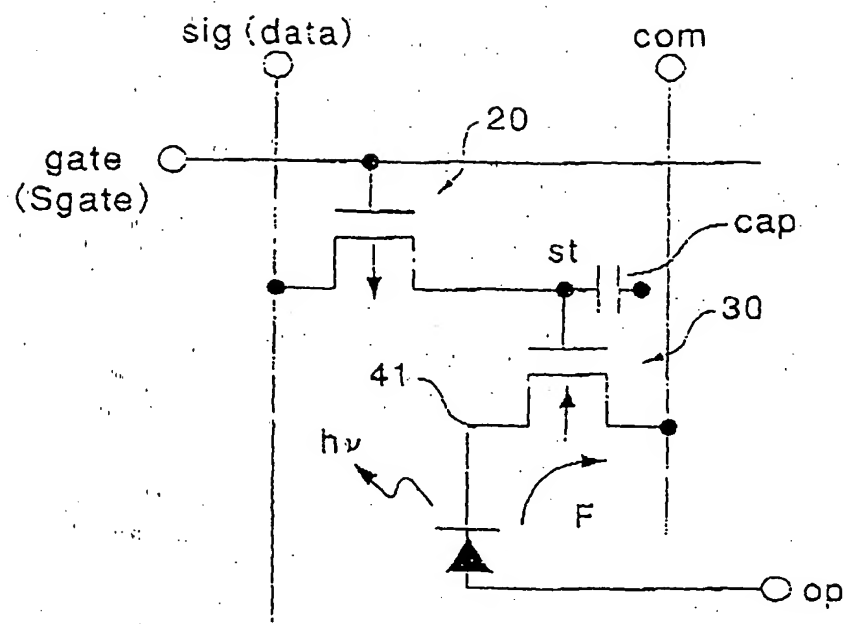 sig (data)
com
20
gate
(Sgate)
cap
st
30
41
hν
F
op